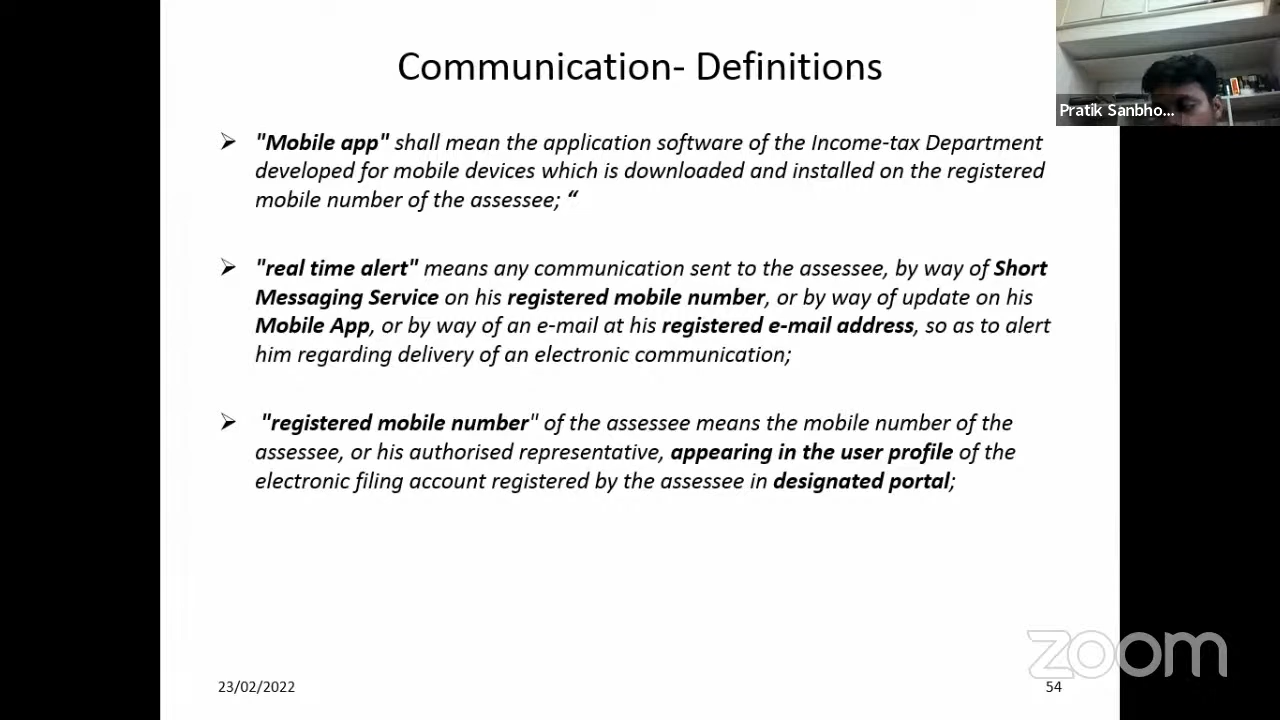 Communication- Definitions
Pratik Sanbho...
➢ "Mobile app" shall mean the application software of the Income-tax Department
developed for mobile devices which is downloaded and installed on the registered
mobile number of the assessee; “
➢ "real time alert" means any communication sent to the assessee, by way of Short
Messaging Service on his registered mobile number, or by way of update on his
Mobile App, or by way of an e-mail at his registered e-mail address, so as to alert
him regarding delivery of an electronic communication;
➢ "registered mobile number" of the assessee means the mobile number of the
assessee, or his authorised representative, appearing in the user profile of the
electronic filing account registered by the assessee in designated portal;
zoom
23/02/2022
54